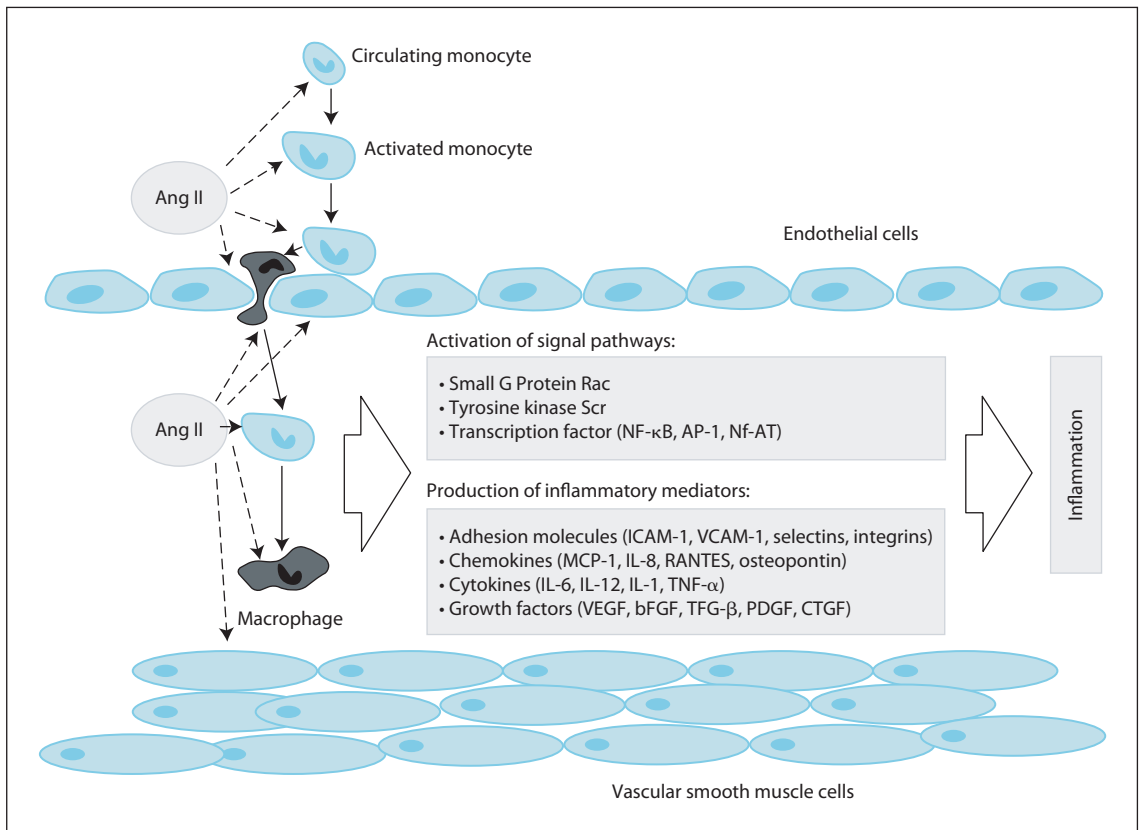 Circulating monocyte
Activated monocyte
Ang II
Endothelial cells
Activation of signal pathways:
• Small G Protein Rac
• Tyrosine kinase Scr
• Transcription factor (NF-κB, AP-1, Nf-AT)
Ang II
Production of inflammatory mediators:
• Adhesion molecules (ICAM-1, VCAM-1, selectins, integrins)
• Chemokines (MCP-1, IL-8, RANTES, osteopontin)
• Cytokines (IL-6, IL-12, IL-1, TNF-α)
• Growth factors (VEGF, bFGF, TFG-β, PDGF, CTGF)
Inflammation
Macrophage
Vascular smooth muscle cells